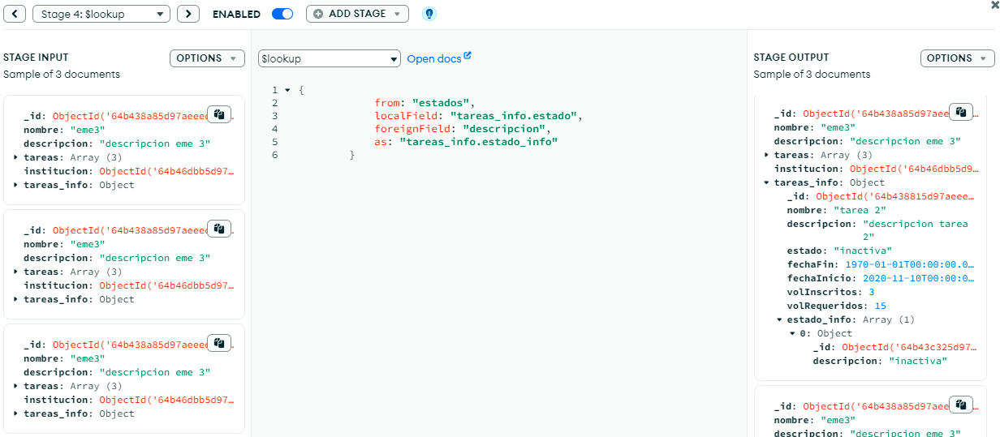 Stage 4: $lookup
ENABLED
ADD STAGE
STAGE INPUT
OPTIONS
Sample of 3 documents
_id: ObjectId('64b438a85d97aeeec…
nombre: "eme3"
descripcion: "descripcion eme 3"
tareas: Array (3)
institucion: ObjectId('64b46dbb5d97…
tareas_info: Object
_id: ObjectId('64b438a85d97aeeec…
nombre: "eme3"
descripcion: "descripcion eme 3"
tareas: Array (3)
institucion: ObjectId('64b46dbb5d97…
tareas_info: Object
_id: ObjectId('64b438a85d97aeeec…
nombre: "eme3"
descripcion: "descripcion eme 3"
tareas: Array (3)
institucion: ObjectId('64b46dbb5d97…
tareas_info: Object
$lookup
Open docs
1 {
2 from: "estados",
3 localField: "tareas_info.estado",
4 foreignField: "descripcion",
5 as: "tareas_info.estado_info"
6 }
STAGE OUTPUT
OPTIONS
Sample of 3 documents
_id: ObjectId('64b438a85d97aee…
nombre: "eme3"
descripcion: "descripcion eme 3"
tareas: Array (3)
institucion: ObjectId('64b46dbb5d9…
tareas_info: Object
_id: ObjectId('64b438815d97aeee…
nombre: "tarea 2"
descripcion: "descripcion tarea
2"
estado: "inactiva"
fechaFin: 1970-01-01T00:00:00.0…
fechaInicio: 2020-11-10T00:00:0…
volInscritos: 3
volRequeridos: 15
estado_info: Array (1)
0: Object
_id: ObjectId('64b43c325d97…
descripcion: "inactiva"
_id: ObjectId('64b438a85d97aee…
nombre: "eme3"
descripcion: "descripcion eme 3"